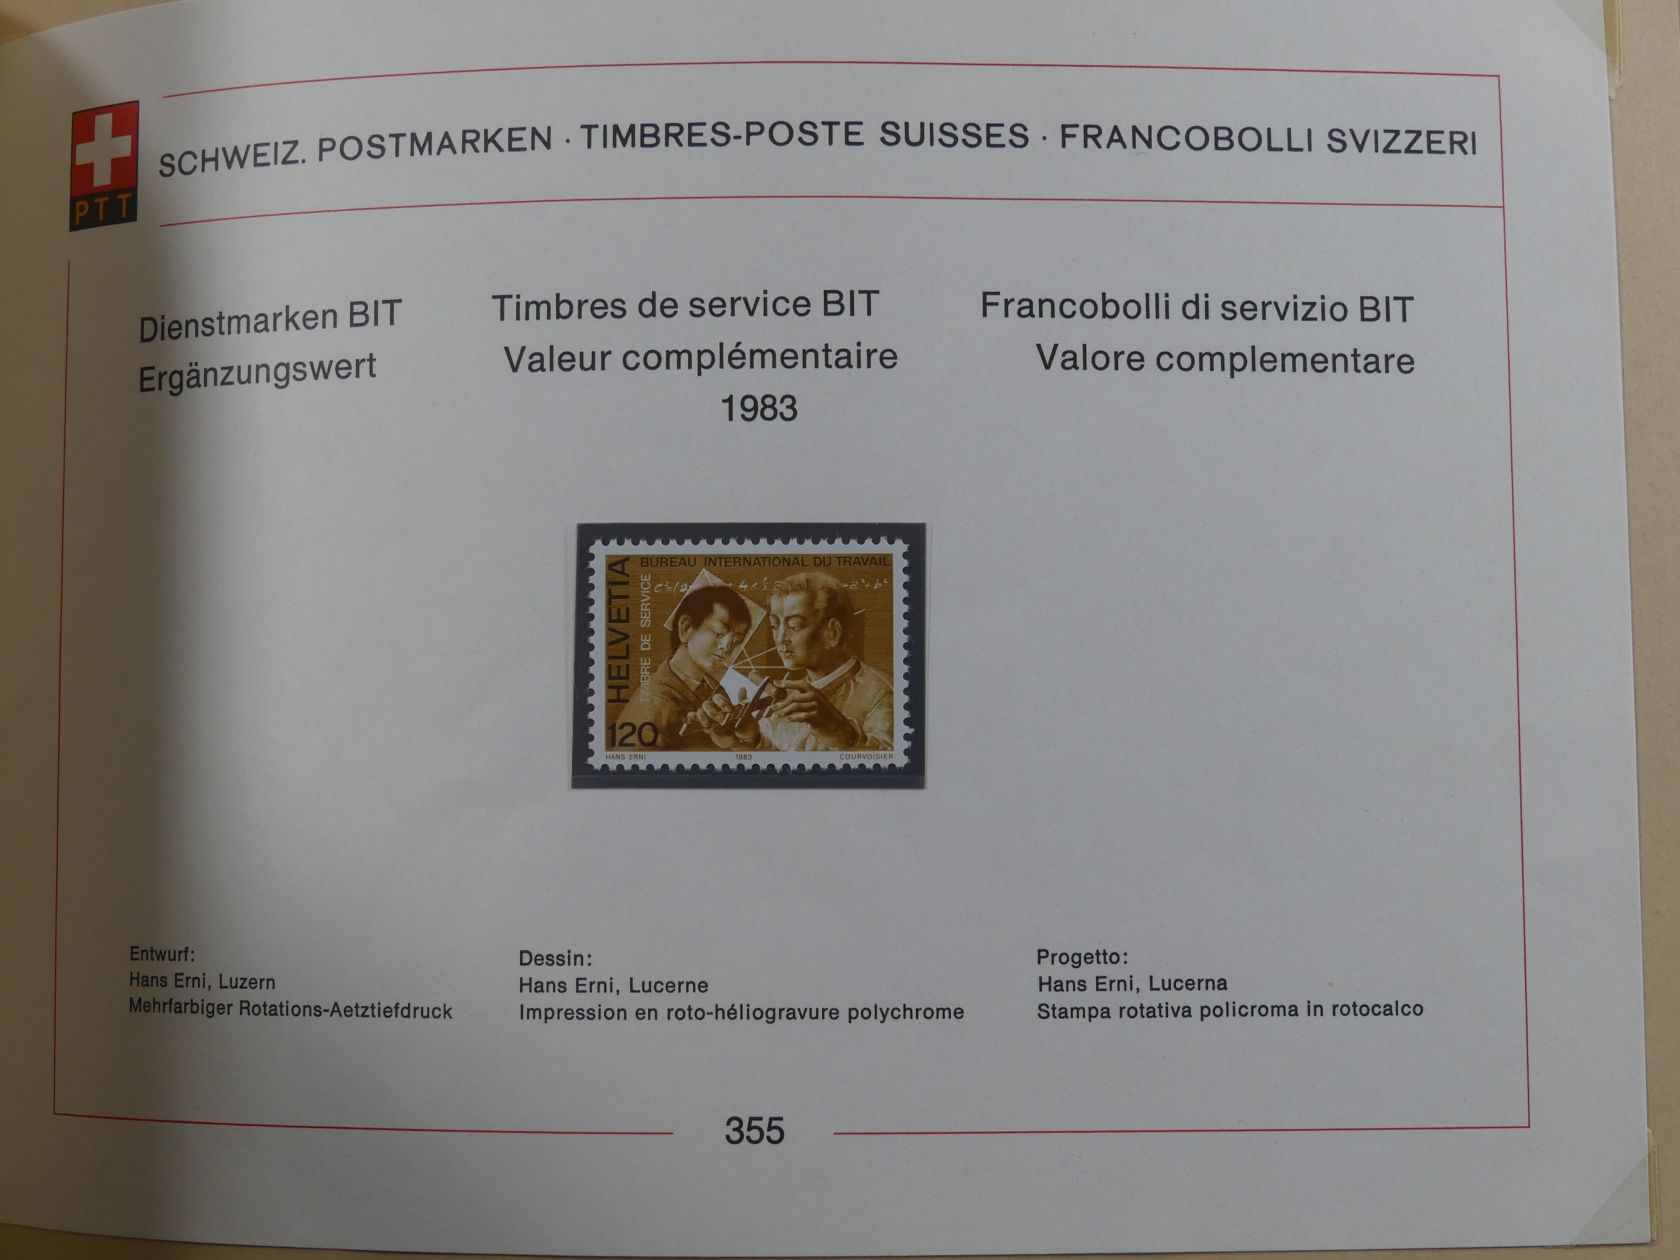 SCHWEIZ. POSTMARKEN · TIMBRES-POSTE SUISSES · FRANCOBOLLI SVIZZERI
PTT
Dienstmarken BIT
Ergänzungswert
Timbres de service BIT
Valeur complémentaire
1983
Francobolli di servizio BIT
Valore complementare
BUREAU INTERNATIONAL DU TRAVAIL
HELVETIA
TIMBRE DE SERVICE
120
HANS ERNI 1983 COURVOISIER
Entwurf:
Hans Erni, Luzern
Mehrfarbiger Rotations-Aetztiefdruck
Dessin:
Hans Erni, Lucerne
Impression en roto-héliogravure polychrome
Progetto:
Hans Erni, Lucerna
Stampa rotativa policroma in rotocalco
355